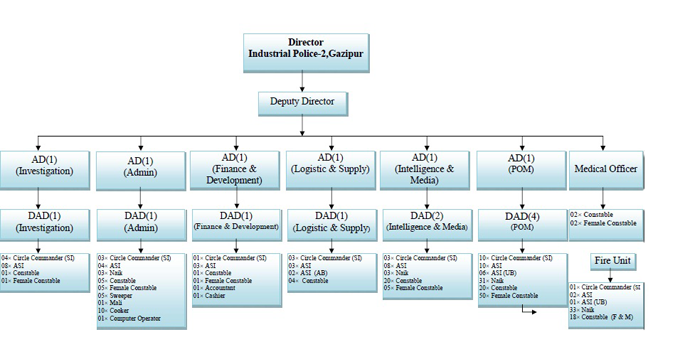 Director
Industrial Police-2,Gazipur
Deputy Director
AD(1)
(Investigation)
AD(1)
(Admin)
AD(1)
(Finance &
Development)
AD(1)
(Logistic & Supply)
AD(1)
(Intelligence &
Media)
AD(1)
(POM)
Medical Officer
DAD(1)
(Investigation)
DAD(1)
(Admin)
DAD(1)
(Finance & Development)
DAD(1)
(Logistic & Supply)
DAD(2)
(Intelligence & Media)
DAD(4)
(POM)
02× Constable
02× Female Constable
04× Circle Commander (SI)
08× ASI
01× Constable
01× Female Constable
03× Circle Commander (SI)
04× ASI
03× Naik
05× Constable
05× Female Constable
05× Sweeper
01× Mali
10× Cooker
01× Computer Operator
01× Circle Commander (SI)
03× ASI
01× Constable
01× Female Constable
01× Accountant
01× Cashier
03× Circle Commander (SI)
03× ASI
02× ASI (AB)
04× Constable
03× Circle Commander (SI)
08× ASI
03× Naik
20× Constable
05× Female Constable
10× Circle Commander (SI)
10× ASI
06× ASI (UB)
31× Naik
20× Constable
50× Female Constable
Fire Unit
01× Circle Commander (SI
02× ASI
01× ASI (UB)
33× Naik
18× Constable (F & M)